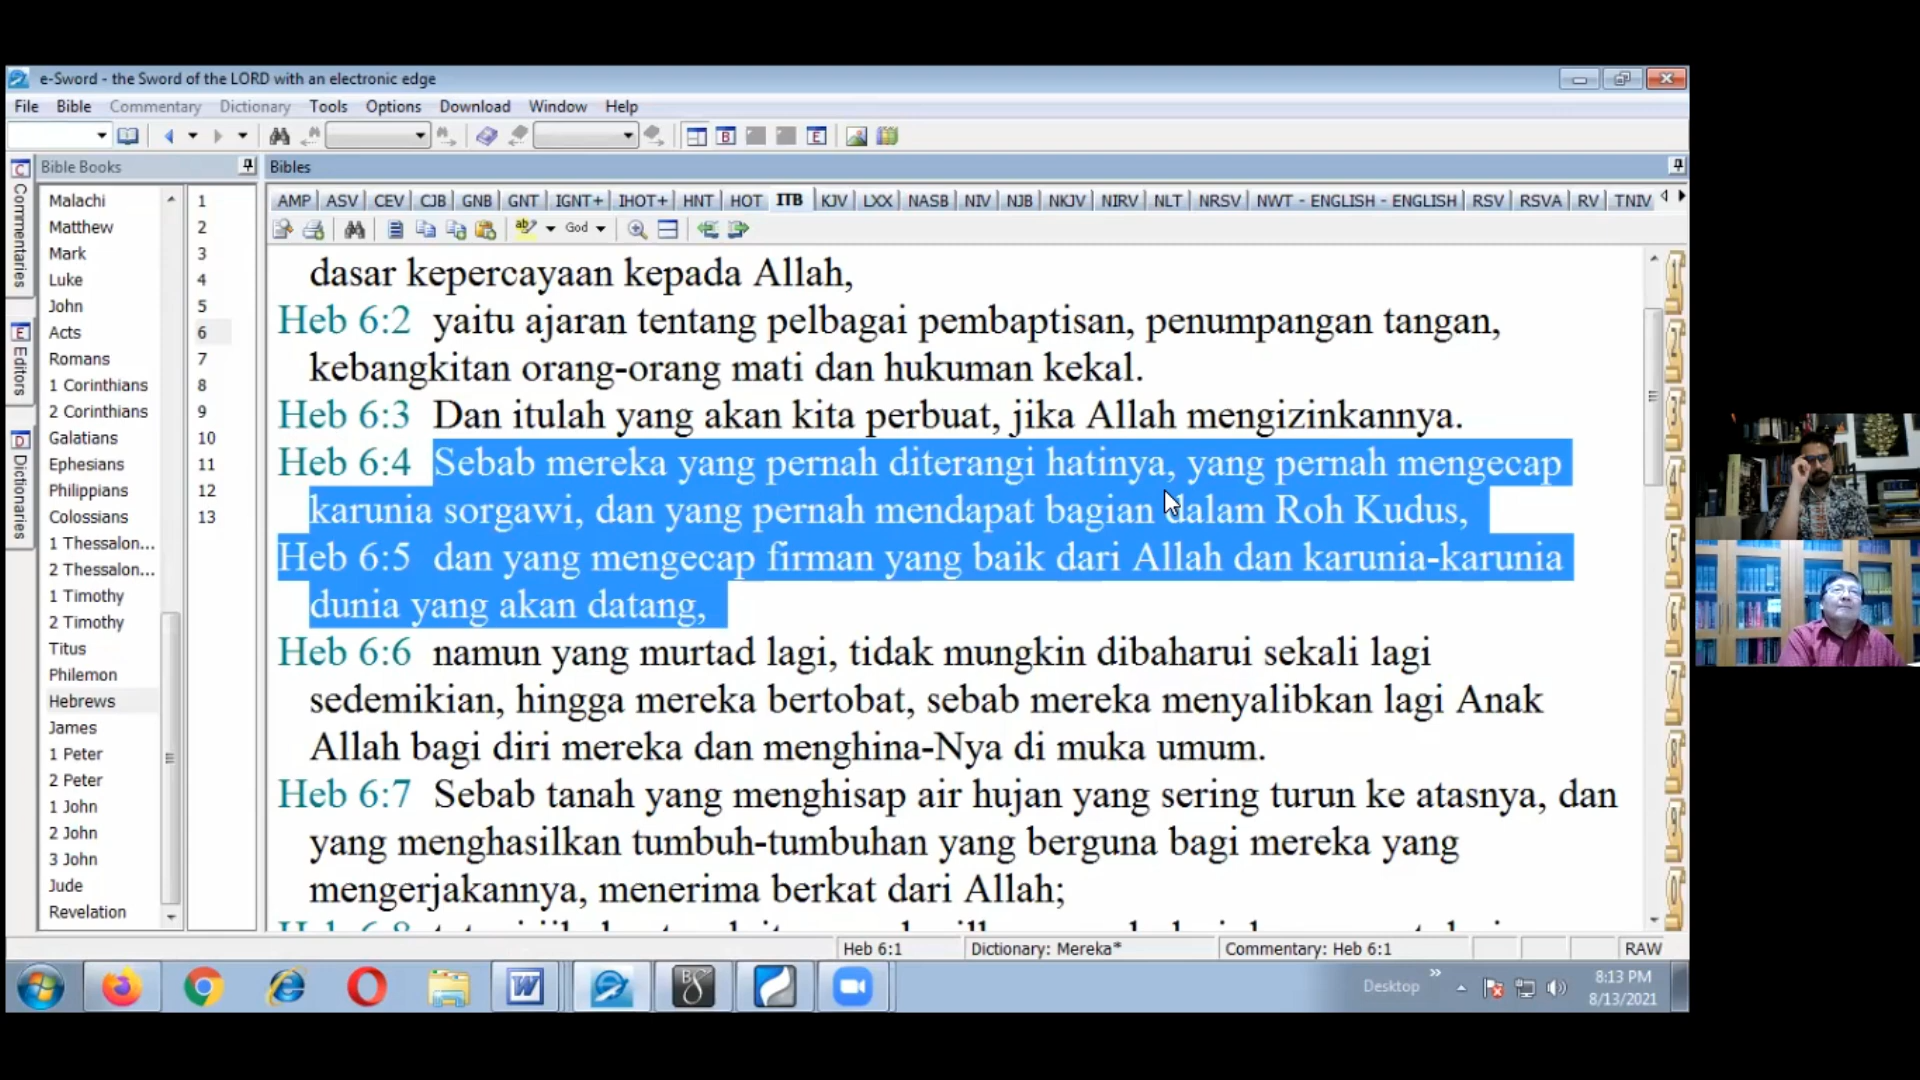 e-Sword - the Sword of the LORD with an electronic edge
File Bible Commentary Dictionary Tools Options Download Window Help
Bible Books
Bibles
AMP ASV CEV CJB GNB GNT IGNT+ IHOT+ HNT HOT ITB KJV LXX NASB NIV NJB NKJV NIRV NLT NRSV NWT - ENGLISH - ENGLISH RSV RSVA RV TNIV
God
Commentaries
Editors
Dictionaries
Malachi
Matthew
Mark
Luke
John
Acts
Romans
1 Corinthians
2 Corinthians
Galatians
Ephesians
Philippians
Colossians
1 Thessalon...
2 Thessalon...
1 Timothy
2 Timothy
Titus
Philemon
Hebrews
James
1 Peter
2 Peter
1 John
2 John
3 John
Jude
Revelation
1
2
3
4
5
6
7
8
9
10
11
12
13
dasar kepercayaan kepada Allah,
Heb 6:2 yaitu ajaran tentang pelbagai pembaptisan, penumpangan tangan,
kebangkitan orang-orang mati dan hukuman kekal.
Heb 6:3 Dan itulah yang akan kita perbuat, jika Allah mengizinkannya.
Heb 6:4 Sebab mereka yang pernah diterangi hatinya, yang pernah mengecap
karunia sorgawi, dan yang pernah mendapat bagian dalam Roh Kudus,
Heb 6:5 dan yang mengecap firman yang baik dari Allah dan karunia-karunia
dunia yang akan datang,
Heb 6:6 namun yang murtad lagi, tidak mungkin dibaharui sekali lagi
sedemikian, hingga mereka bertobat, sebab mereka menyalibkan lagi Anak
Allah bagi diri mereka dan menghina-Nya di muka umum.
Heb 6:7 Sebab tanah yang menghisap air hujan yang sering turun ke atasnya, dan
yang menghasilkan tumbuh-tumbuhan yang berguna bagi mereka yang
mengerjakannya, menerima berkat dari Allah;
Heb 6:1 Dictionary: Mereka* Commentary: Heb 6:1 RAW
Desktop
8:13 PM
8/13/2021